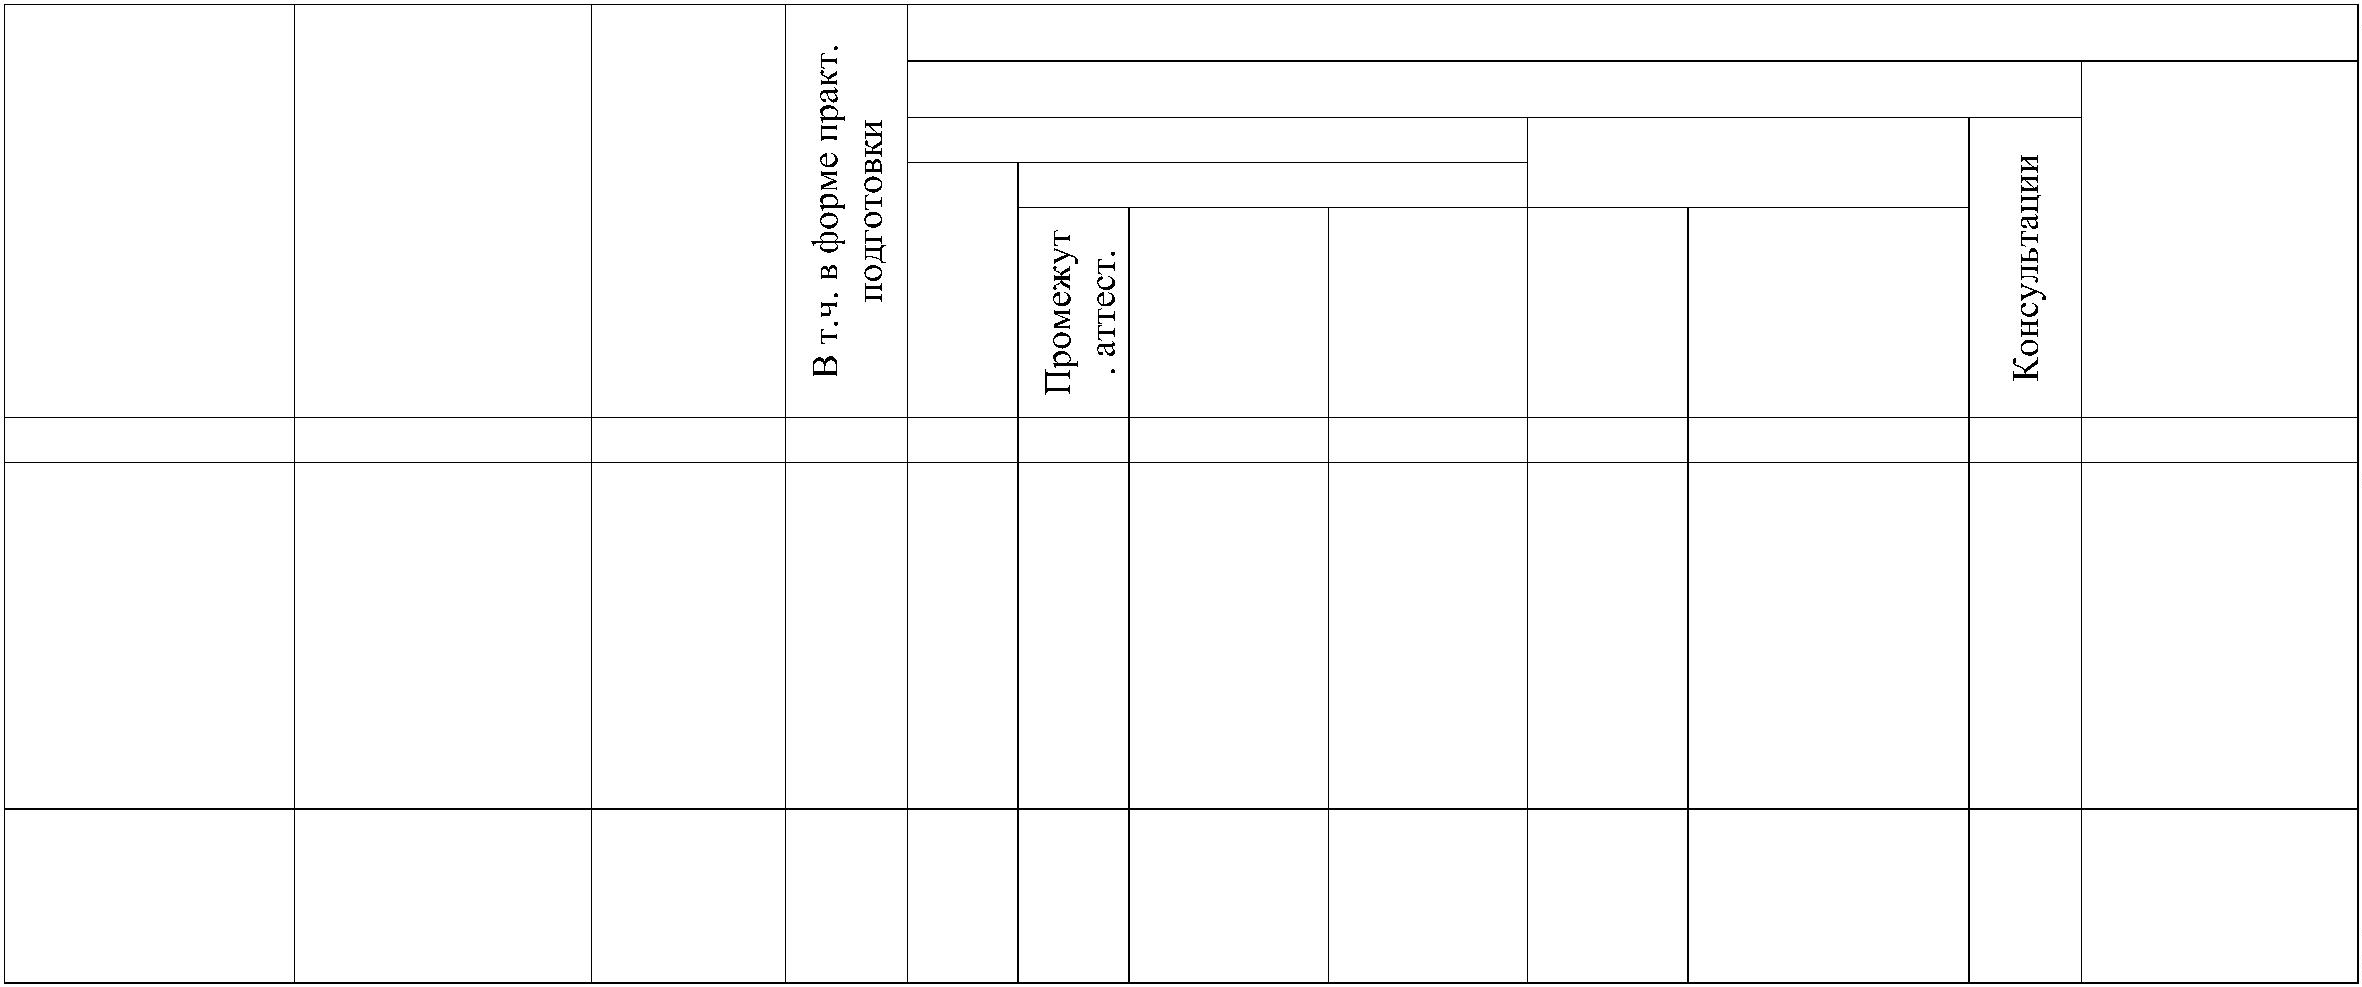 В т.ч. в форме практ.
подготовки
Промежут
. аттест.
Консультации